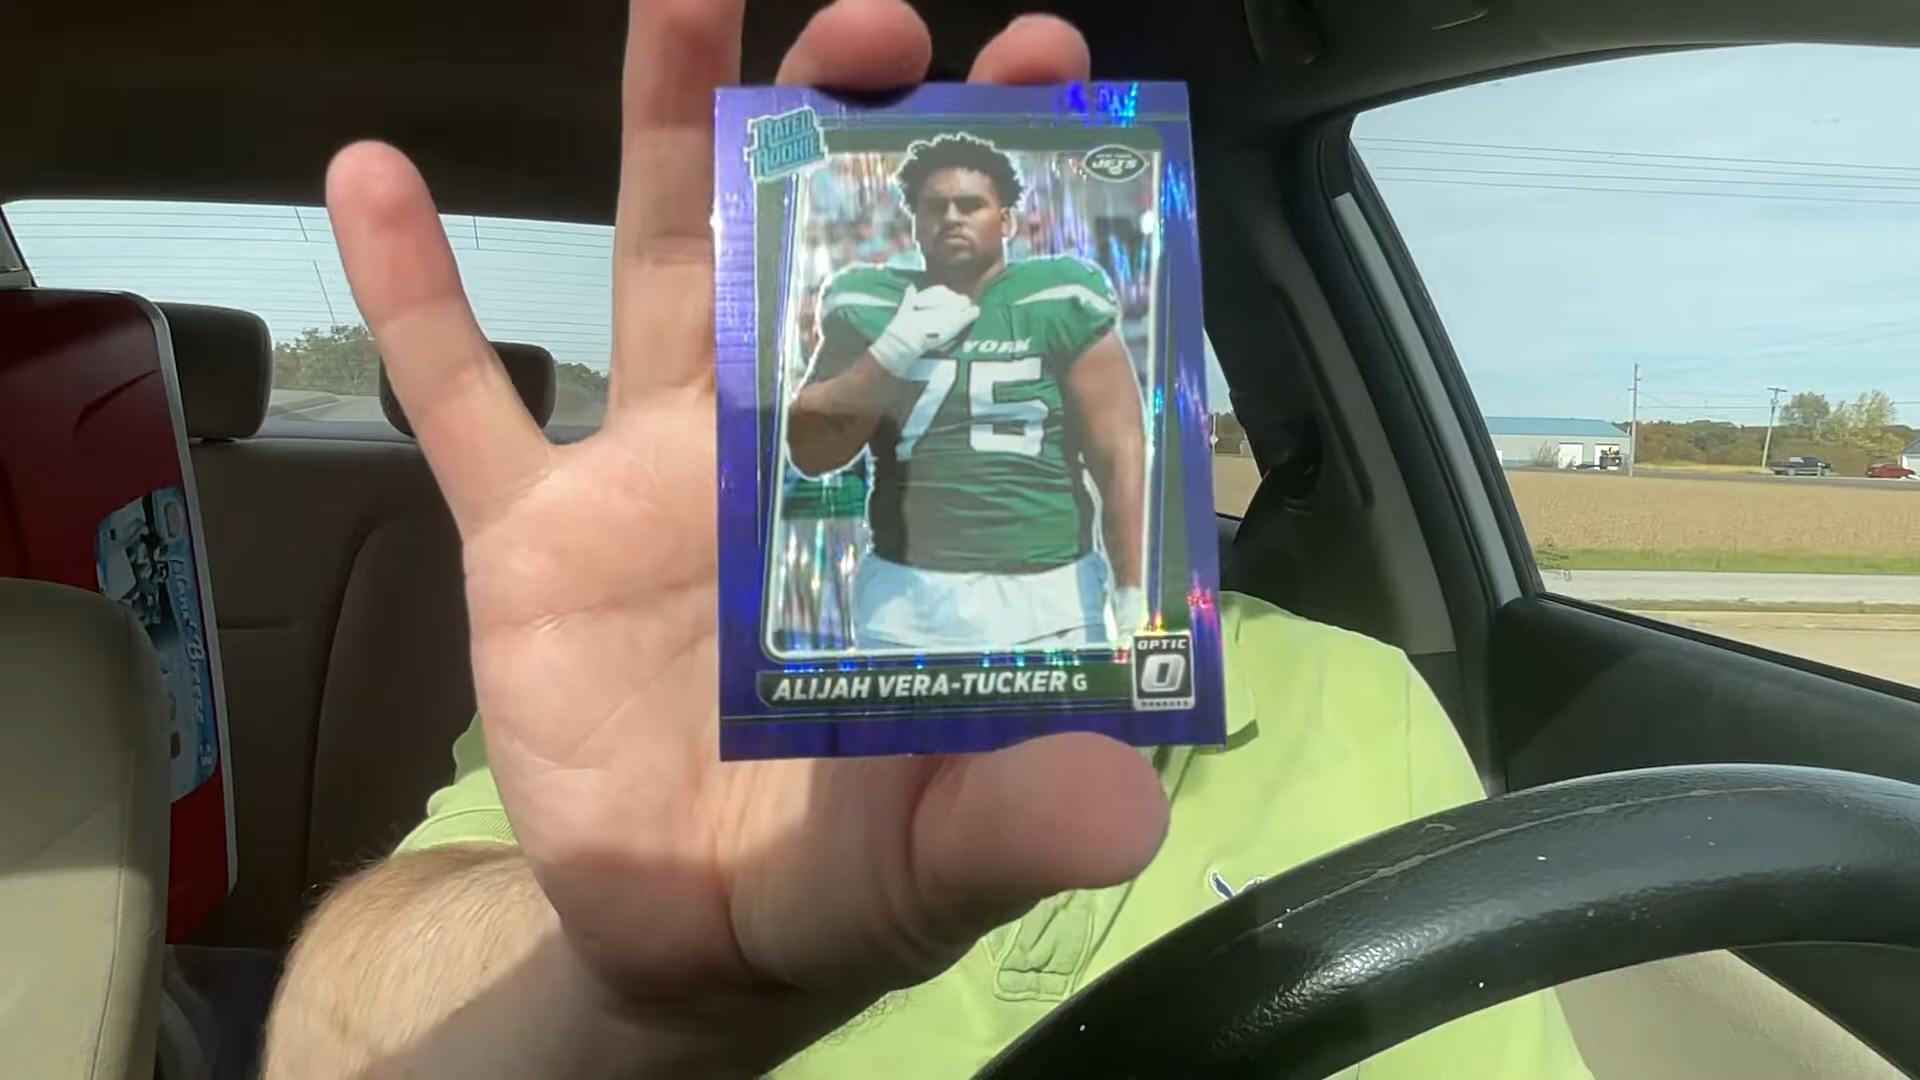 RATED
ROOKIE
JETS
YORK
75
OPTIC
ALIJAH VERA-TUCKER G